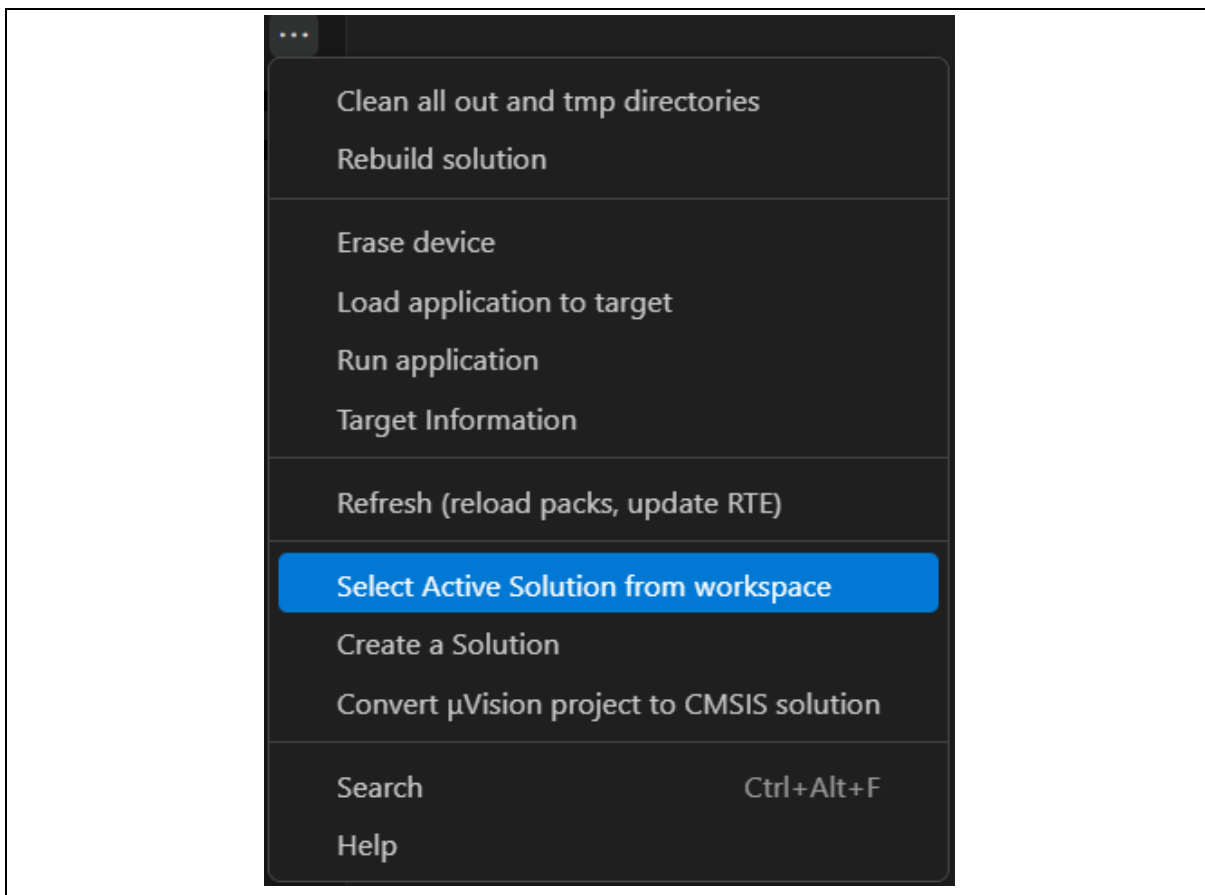 ...
Clean all out and tmp directories
Rebuild solution
Erase device
Load application to target
Run application
Target Information
Refresh (reload packs, update RTE)
Select Active Solution from workspace
Create a Solution
Convert µVision project to CMSIS solution
Search Ctrl+Alt+F
Help